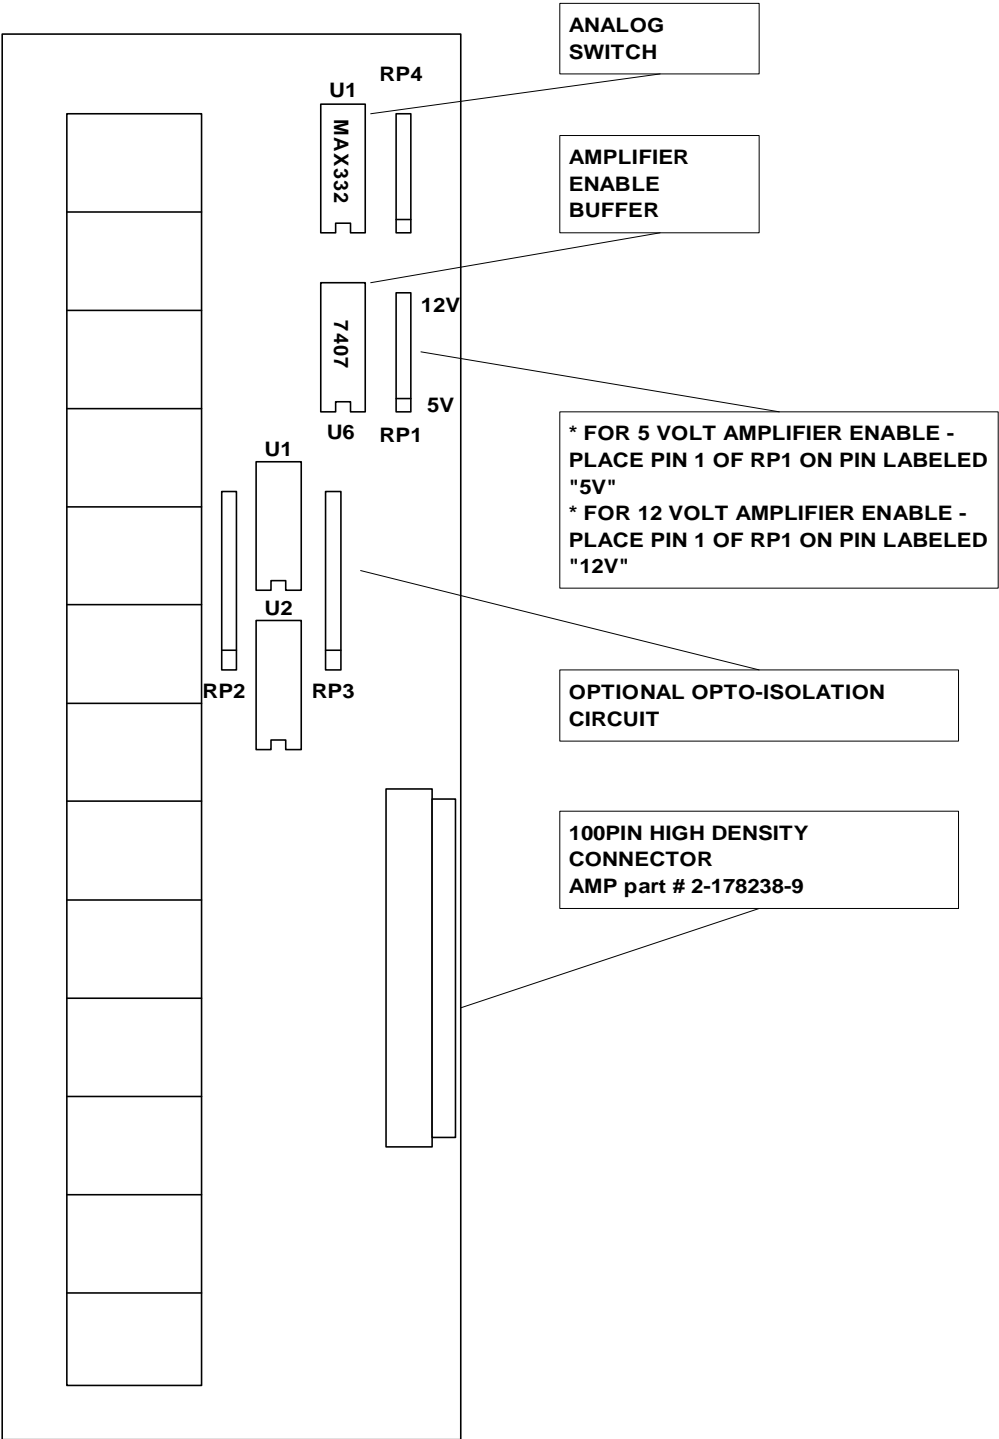 ANALOG
SWITCH
RP4
U1
MAX332
AMPLIFIER
ENABLE
BUFFER
12V
7407
5V
U6
RP1
* FOR 5 VOLT AMPLIFIER ENABLE -
PLACE PIN 1 OF RP1 ON PIN LABELED
"5V"
* FOR 12 VOLT AMPLIFIER ENABLE -
PLACE PIN 1 OF RP1 ON PIN LABELED
"12V"
U1
U2
RP2
RP3
OPTIONAL OPTO-ISOLATION
CIRCUIT
100PIN HIGH DENSITY
CONNECTOR
AMP part # 2-178238-9